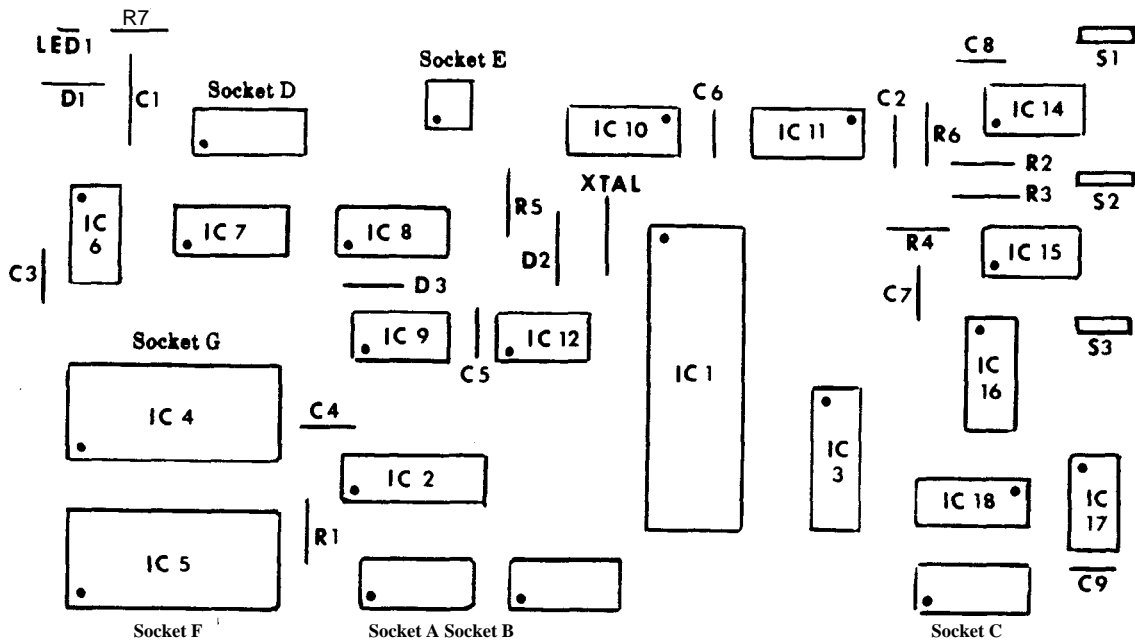 R7
LED1
C8
S1
Socket E
D1
C1
Socket D
C6
C2
IC 10
IC 11
R6
IC 14
R2
XTAL
R3
S2
R5
IC
6
IC 7
IC 8
R4
IC 15
D2
C3
D3
C7
IC 9
IC 12
Socket G
S3
C5
IC 1
IC
16
IC 4
C4
IC
3
IC 2
IC 18
IC
17
R1
IC 5
C9
Socket F
Socket A Socket B
Socket C